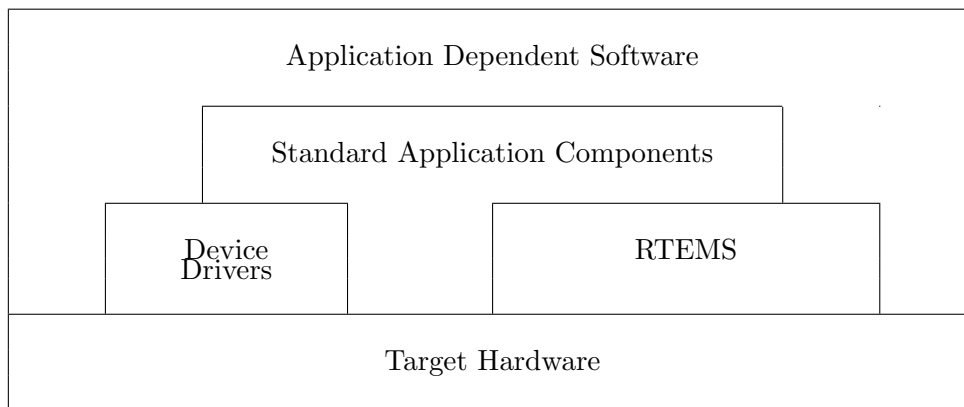 Application Dependent Software
Standard Application Components
Device
Drivers
RTEMS
Target Hardware